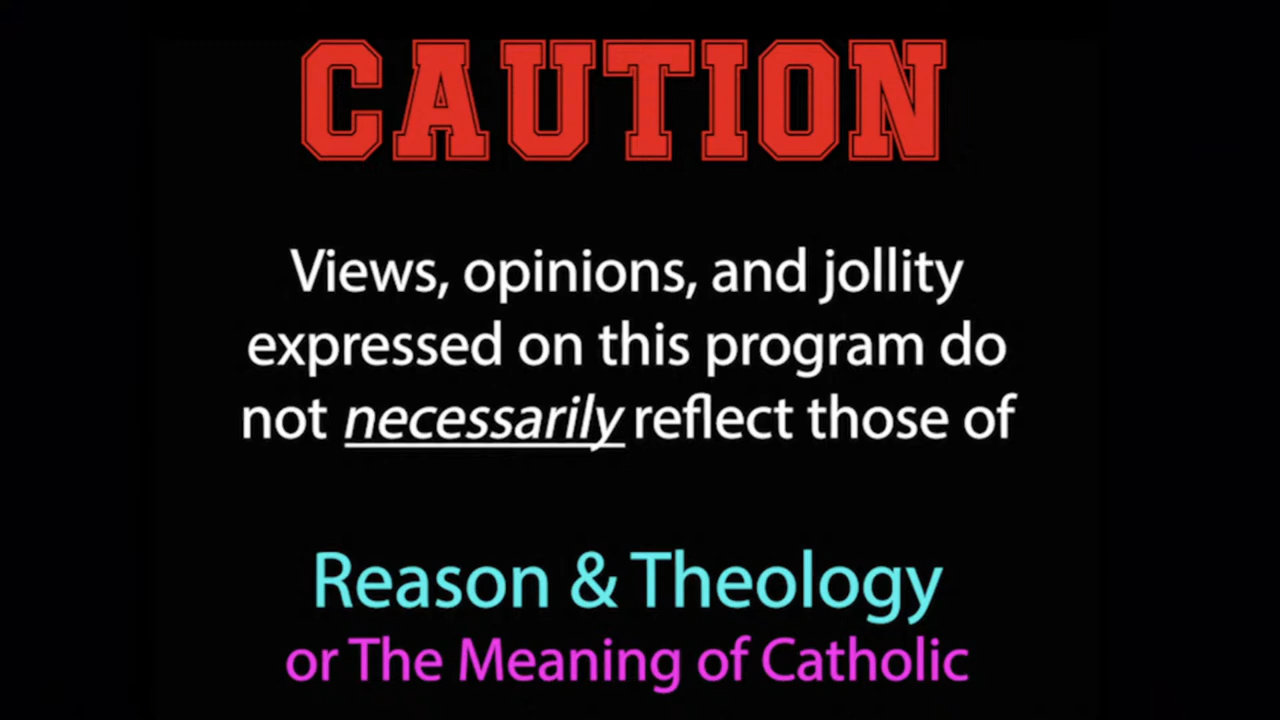 CAUTION
Views, opinions, and jollity
expressed on this program do
not necessarily reflect those of
Reason & Theology
or The Meaning of Catholic